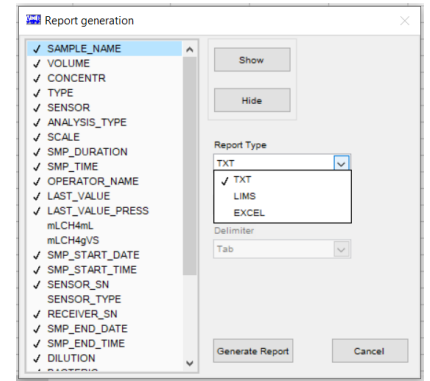 Report generation
SAMPLE_NAME
VOLUME
CONCENTR
TYPE
SENSOR
ANALYSIS_TYPE
SCALE
SMP_DURATION
SMP_TIME
OPERATOR_NAME
LAST_VALUE
LAST_VALUE_PRESS
mLCH4mL
mLCH4gVS
SMP_START_DATE
SMP_START_TIME
SENSOR_SN
SENSOR_TYPE
RECEIVER_SN
SMP_END_DATE
SMP_END_TIME
DILUTION
Show
Hide
Report Type
TXT
TXT
LIMS
EXCEL
Delimiter
Tab
Generate Report
Cancel